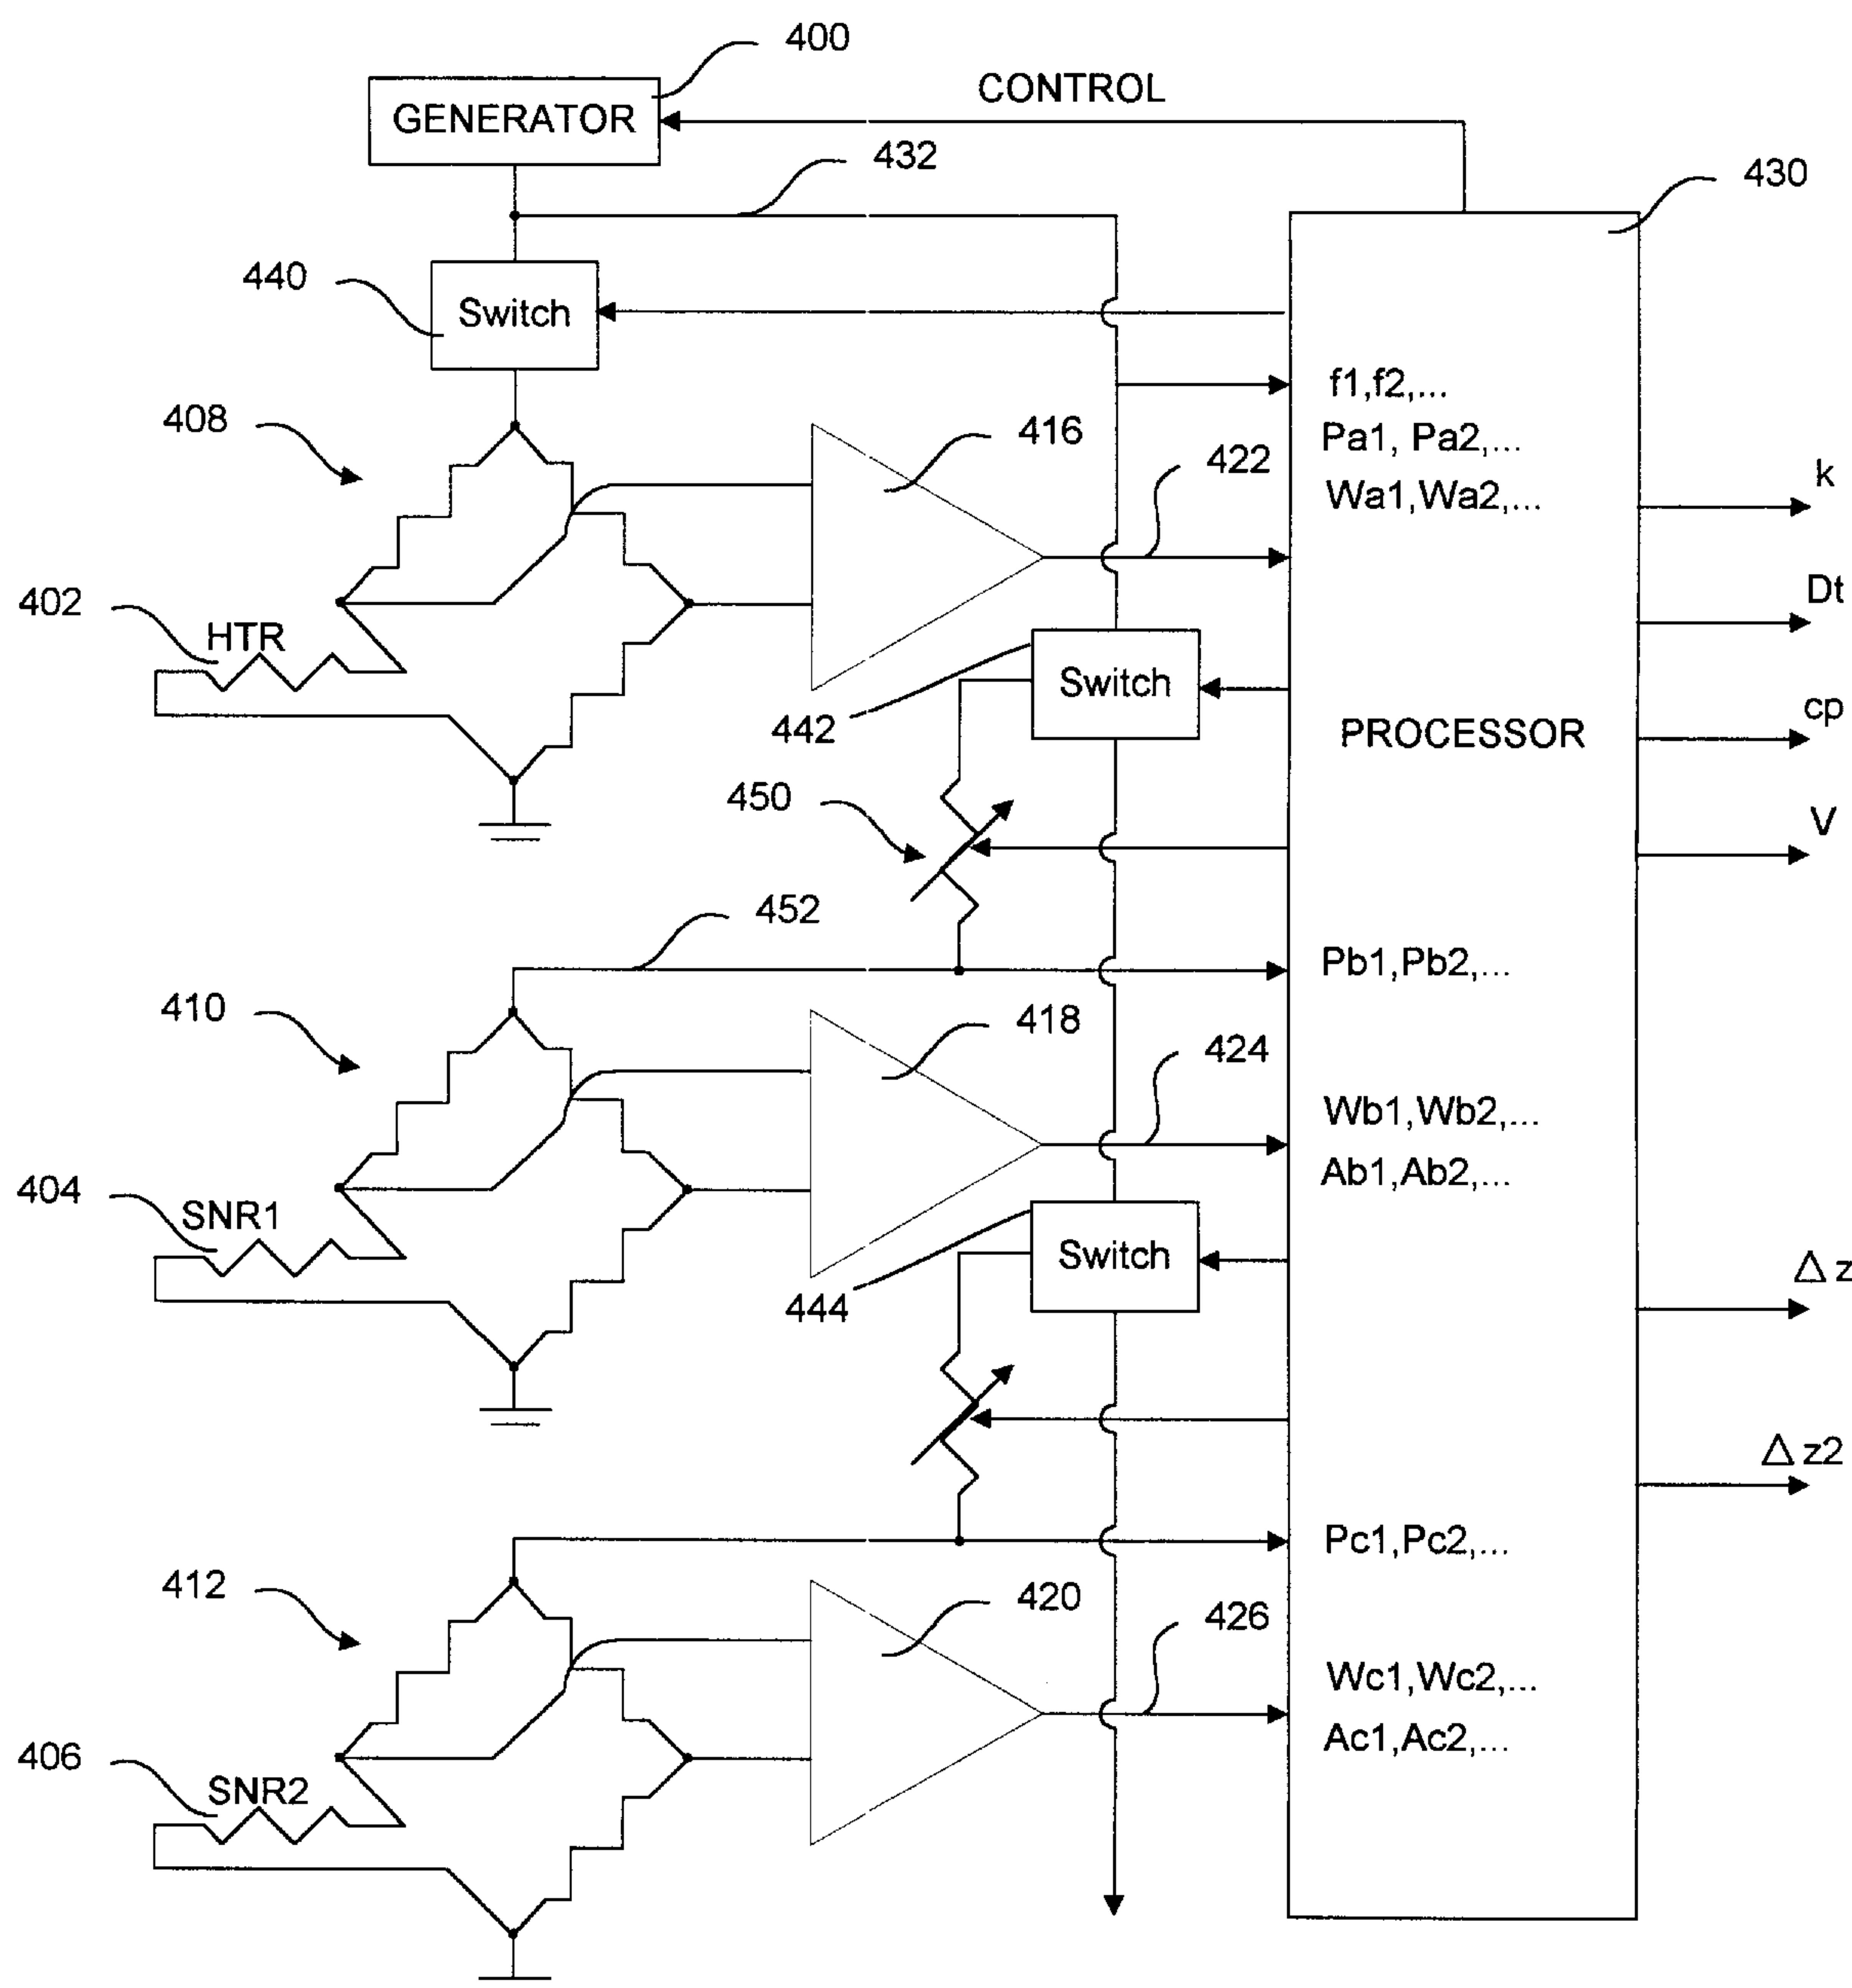 400
GENERATOR
CONTROL
432
430
440
Switch
f1,f2,...
408
416
422
Pa1, Pa2,...
Wa1,Wa2,...
k
402
HTR
Dt
442
Switch
PROCESSOR
cp
450
V
452
Pb1,Pb2,...
410
418
424
Wb1,Wb2,...
Ab1,Ab2,...
404
SNR1
444
Switch
Δz
Δz2
Pc1,Pc2,...
412
420
426
Wc1,Wc2,...
Ac1,Ac2,...
406
SNR2